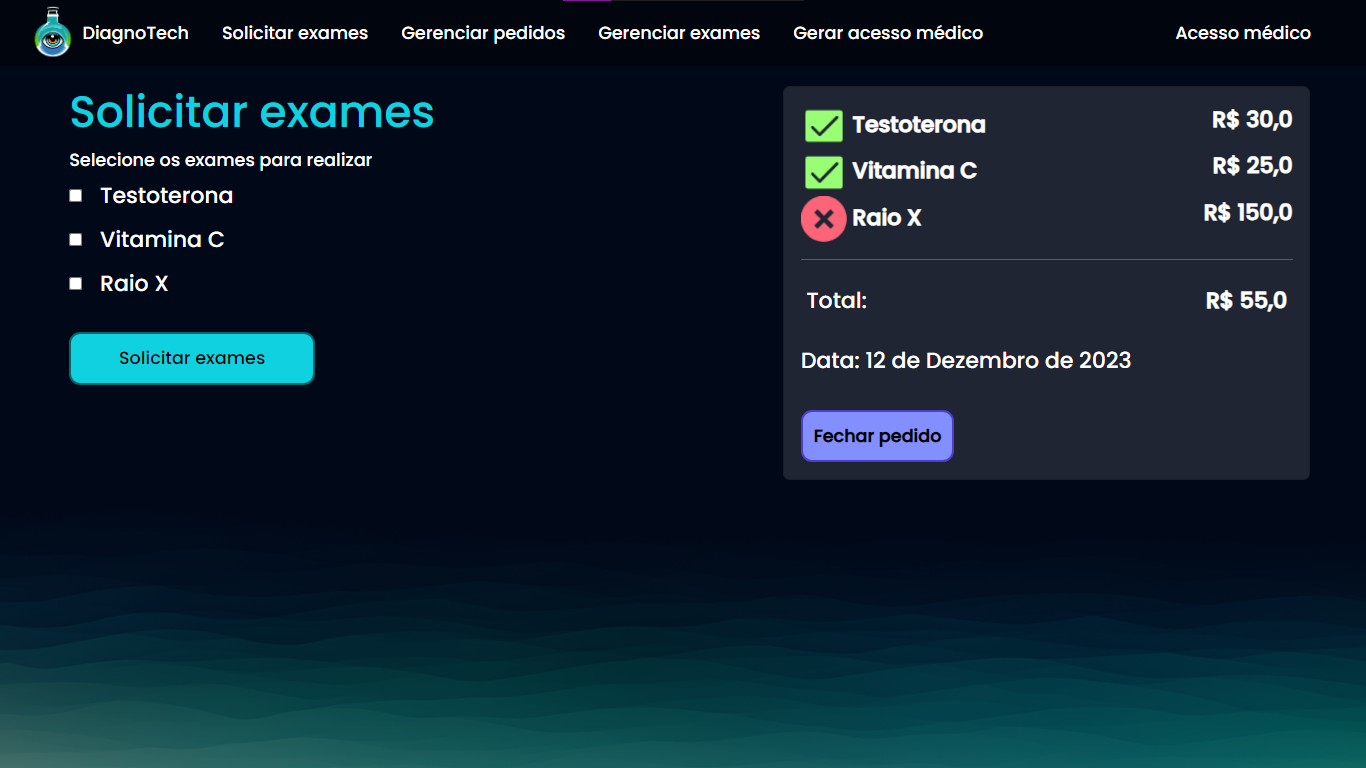 DiagnoTech Solicitar exames Gerenciar pedidos Gerenciar exames Gerar acesso médico Acesso médico
Solicitar exames
Selecione os exames para realizar
Testoterona
Vitamina C
Raio X
Solicitar exames
Testoterona R$ 30,0
Vitamina C R$ 25,0
Raio X R$ 150,0
Total: R$ 55,0
Data: 12 de Dezembro de 2023
Fechar pedido